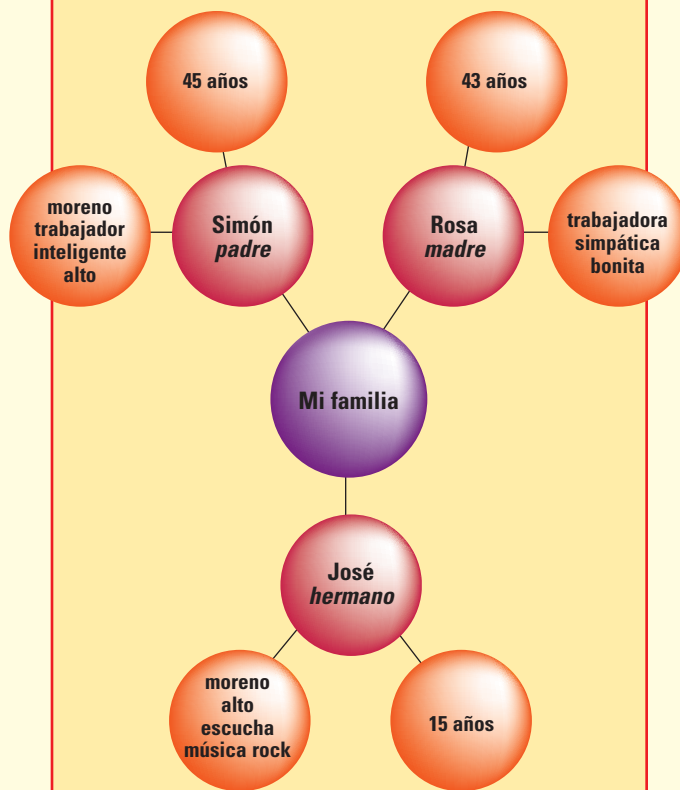 45 años
43 años
moreno
trabajador
inteligente
alto
Simón
padre
Rosa
madre
trabajadora
simpática
bonita
Mi familia
José
hermano
moreno
alto
escucha
música rock
15 años